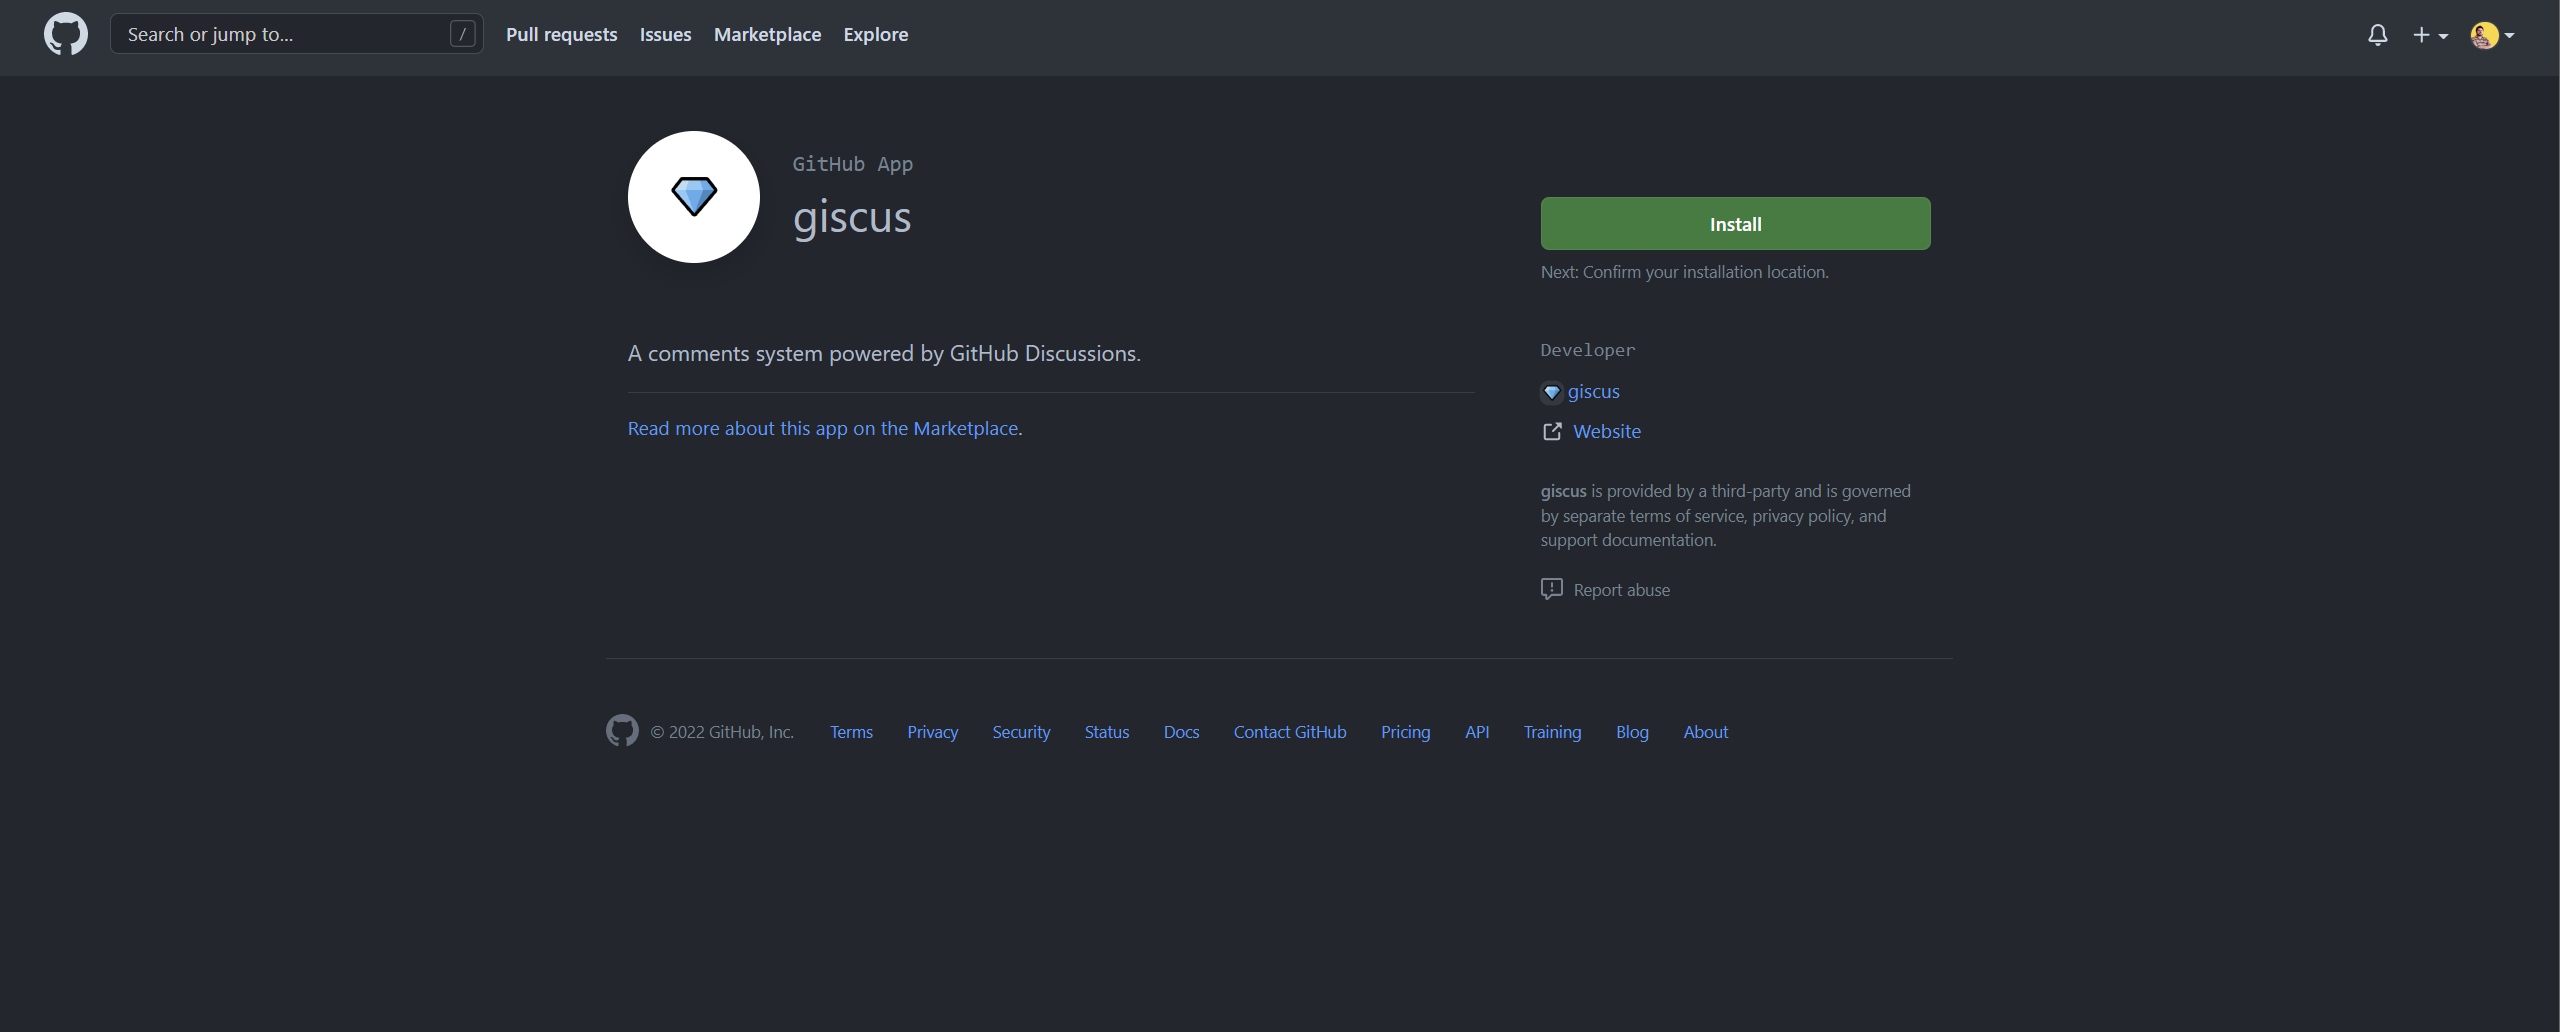 Search or jump to...
/
Pull requests
Issues
Marketplace
Explore
GitHub App
giscus
Install
Next: Confirm your installation location.
A comments system powered by GitHub Discussions.
Read more about this app on the Marketplace.
Developer
giscus
Website
giscus is provided by a third-party and is governed
by separate terms of service, privacy policy, and
support documentation.
Report abuse
© 2022 GitHub, Inc.
Terms
Privacy
Security
Status
Docs
Contact GitHub
Pricing
API
Training
Blog
About